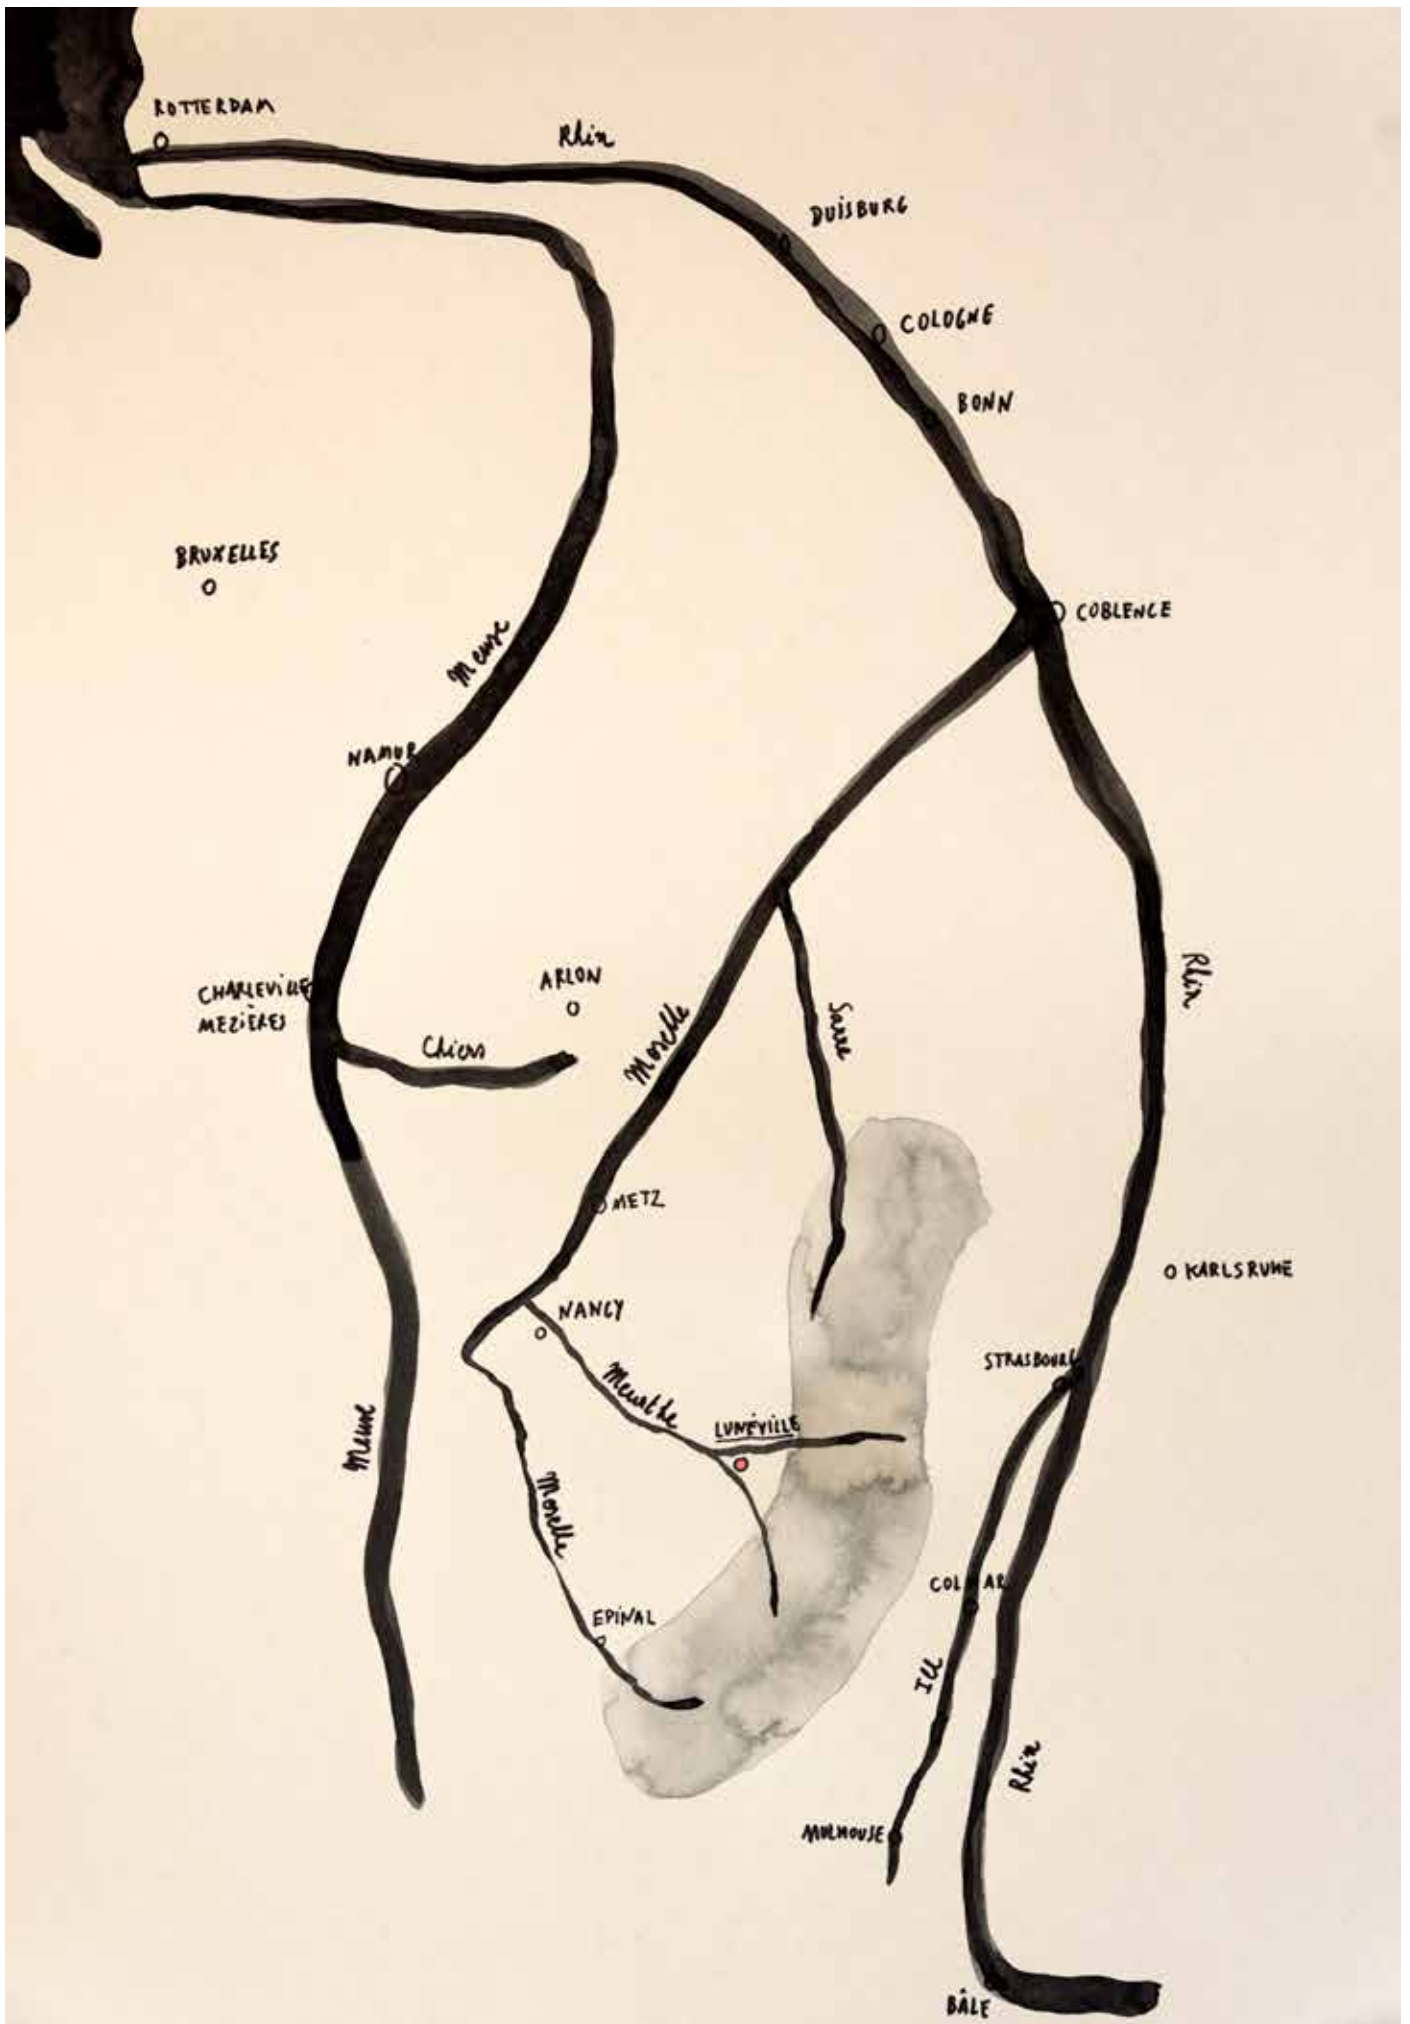 ROTTERDAM
Rhin
DUISBURG
COLOGNE
BONN
BRUXELLES
COBLENCE
Meuse
NAMUR
Rhin
ARLON
CHARLEVILLE
MEZIÈRES
Sarre
Moselle
Chiers
METZ
KARLSRUHE
NANCY
STRASBOURG
Meurthe
LUNÉVILLE
Meuse
Moselle
COLMAR
EPINAL
Ill
Rhin
MULHOUSE
BÂLE